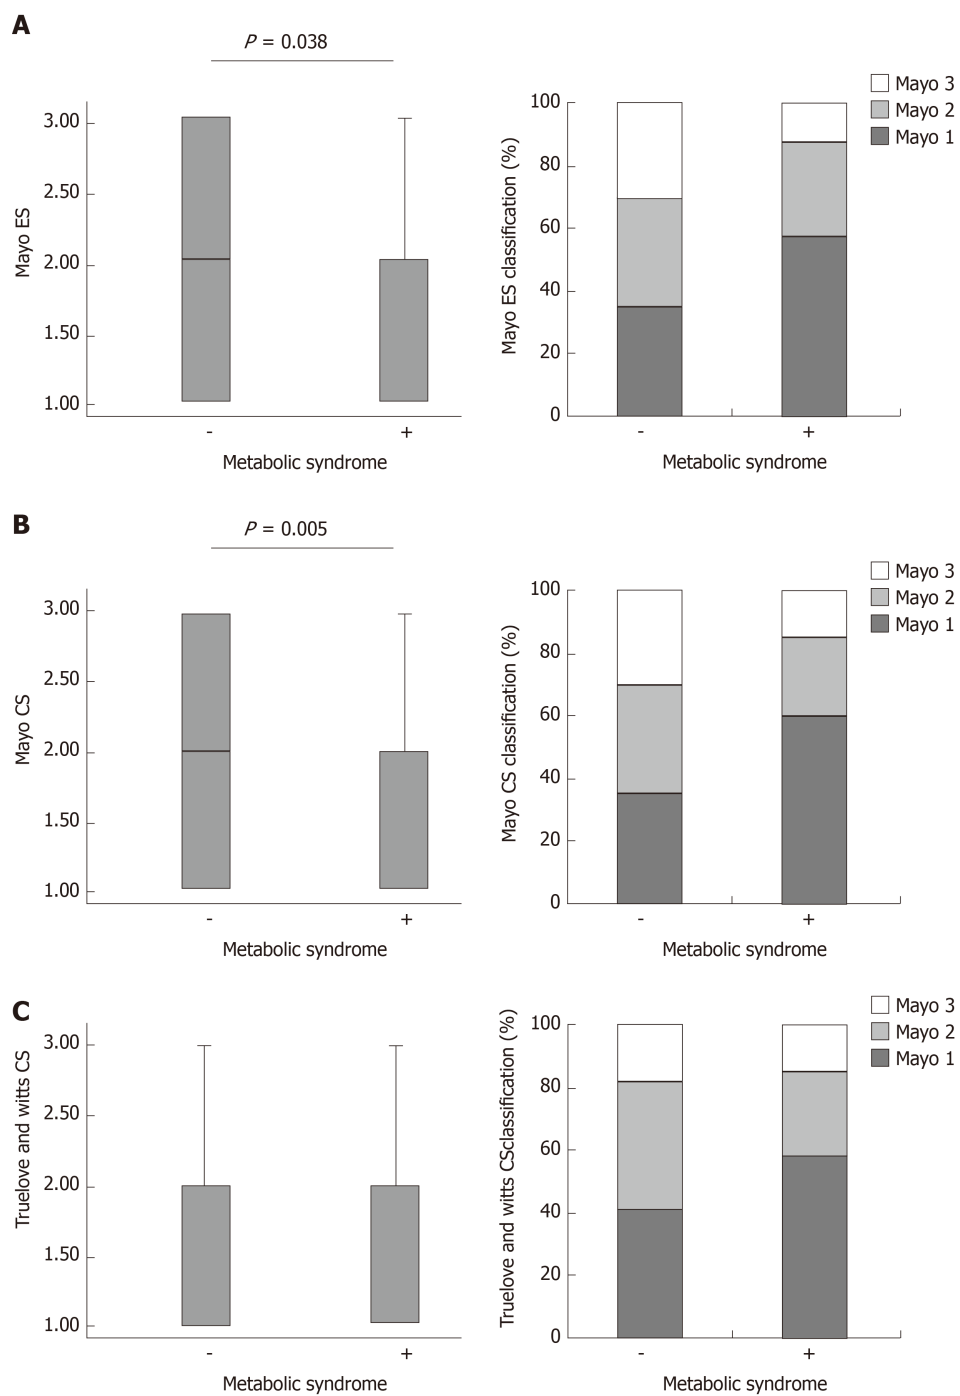 A
P = 0.038
3.00
2.50
2.00
1.50
1.00
Mayo ES
- +
Metabolic syndrome
Mayo 3
Mayo 2
Mayo 1
100
80
60
40
20
0
Mayo ES classification (%)
- +
Metabolic syndrome
B
P = 0.005
3.00
2.50
2.00
1.50
1.00
Mayo CS
- +
Metabolic syndrome
Mayo 3
Mayo 2
Mayo 1
100
80
60
40
20
0
Mayo CS classification (%)
- +
Metabolic syndrome
C
3.00
2.50
2.00
1.50
1.00
Truelove and witts CS
- +
Metabolic syndrome
Mayo 3
Mayo 2
Mayo 1
100
80
60
40
20
0
Truelove and witts CSclassification (%)
- +
Metabolic syndrome